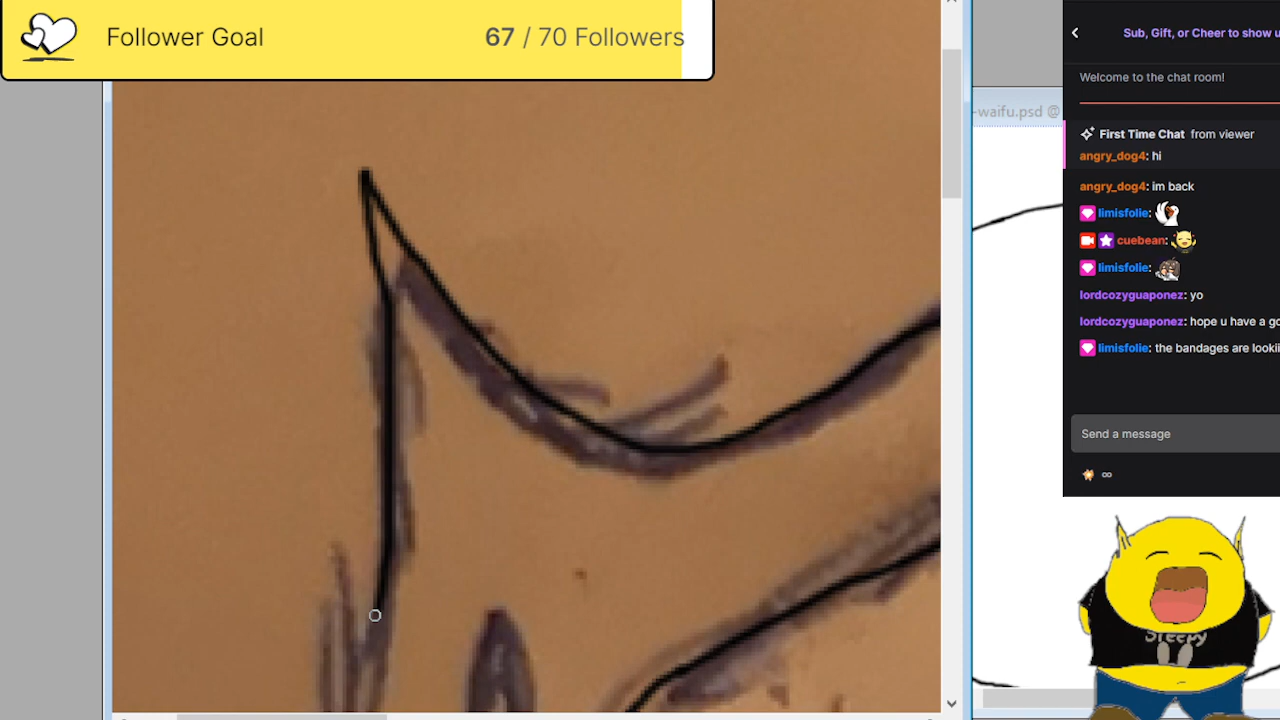 Follower Goal
67 / 70 Followers
-waifu.psd @
Sub, Gift, or Cheer to show u
Welcome to the chat room!
First Time Chat from viewer
angry_dog4: hi
angry_dog4: im back
limisfolie:
cuebean:
limisfolie:
lordcozyguaponez: yo
lordcozyguaponez: hope u have a go
limisfolie: the bandages are lookii
Send a message
∞
Sleepy